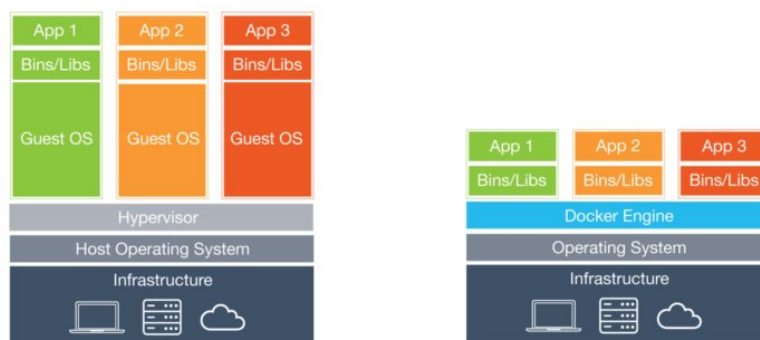 App 1
App 2
App 3
Bins/Libs
Bins/Libs
Bins/Libs
Guest OS
Guest OS
Guest OS
Hypervisor
Host Operating System
Infrastructure
App 1
App 2
App 3
Bins/Libs
Bins/Libs
Bins/Libs
Docker Engine
Operating System
Infrastructure